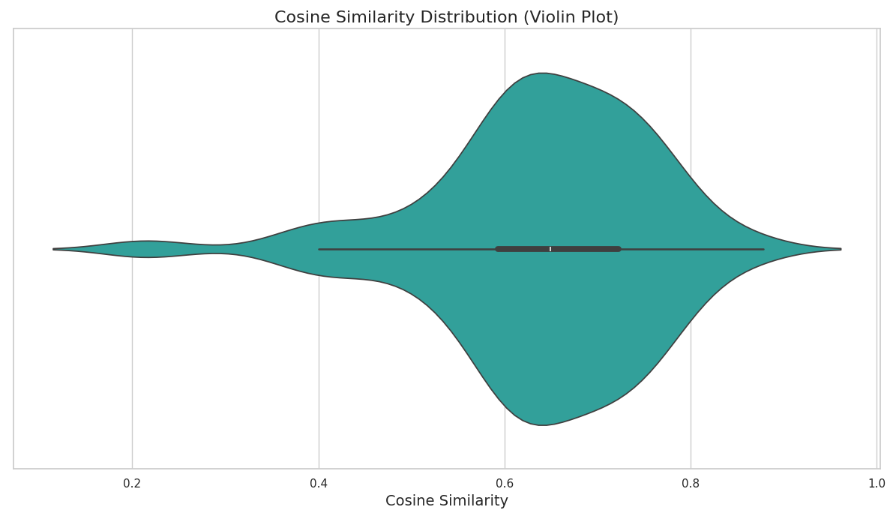 Cosine Similarity Distribution (Violin Plot)
0.2 0.4 0.6 0.8 1.0
Cosine Similarity